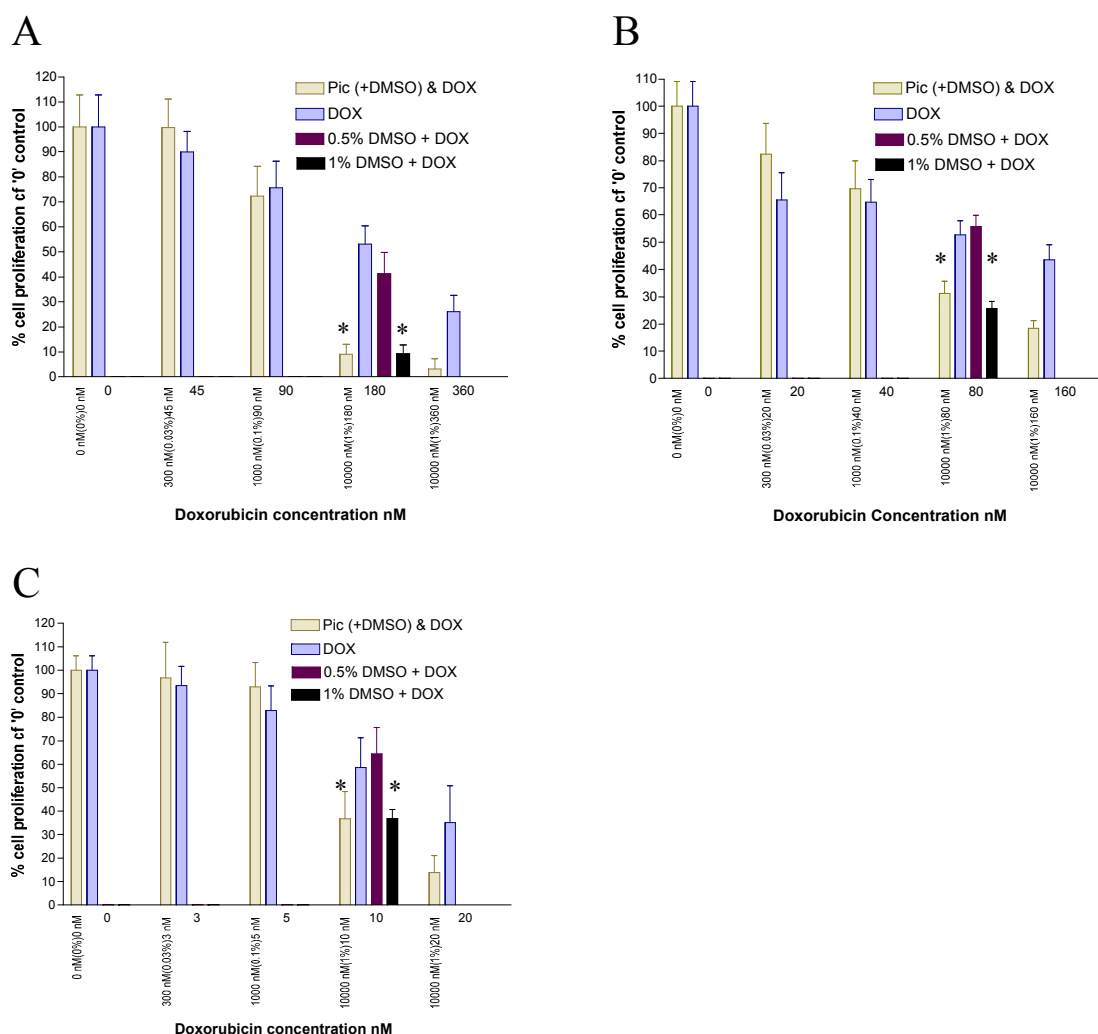 A
120
110
100
90
80
70
60
50
40
30
20
10
0
% cell proliferation cf '0' control
Pic (+DMSO) & DOX
DOX
0.5% DMSO + DOX
1% DMSO + DOX
* *
0 45 90 180 360
0 nM(0%)0 nM
300 nM(0.03%)45 nM
1000 nM(0.1%)90 nM
10000 nM(1%)180 nM
10000 nM(1%)360 nM
Doxorubicin concentration nM
B
110
100
90
80
70
60
50
40
30
20
10
0
% cell proliferation cf '0' control
Pic (+DMSO) & DOX
DOX
0.5% DMSO + DOX
1% DMSO + DOX
* *
0 20 40 80 160
0 nM(0%)0 nM
300 nM(0.03%)20 nM
1000 nM(0.1%)40 nM
10000 nM(1%)80 nM
10000 nM(1%)160 nM
Doxorubicin Concentration nM
C
120
110
100
90
80
70
60
50
40
30
20
10
0
% cell proliferation cf '0' control
Pic (+DMSO) & DOX
DOX
0.5% DMSO + DOX
1% DMSO + DOX
* *
0 3 5 10 20
0 nM(0%)0 nM
300 nM(0.03%)3 nM
1000 nM(0.1%)5 nM
10000 nM(1%)10 nM
10000 nM(1%)20 nM
Doxorubicin concentration nM